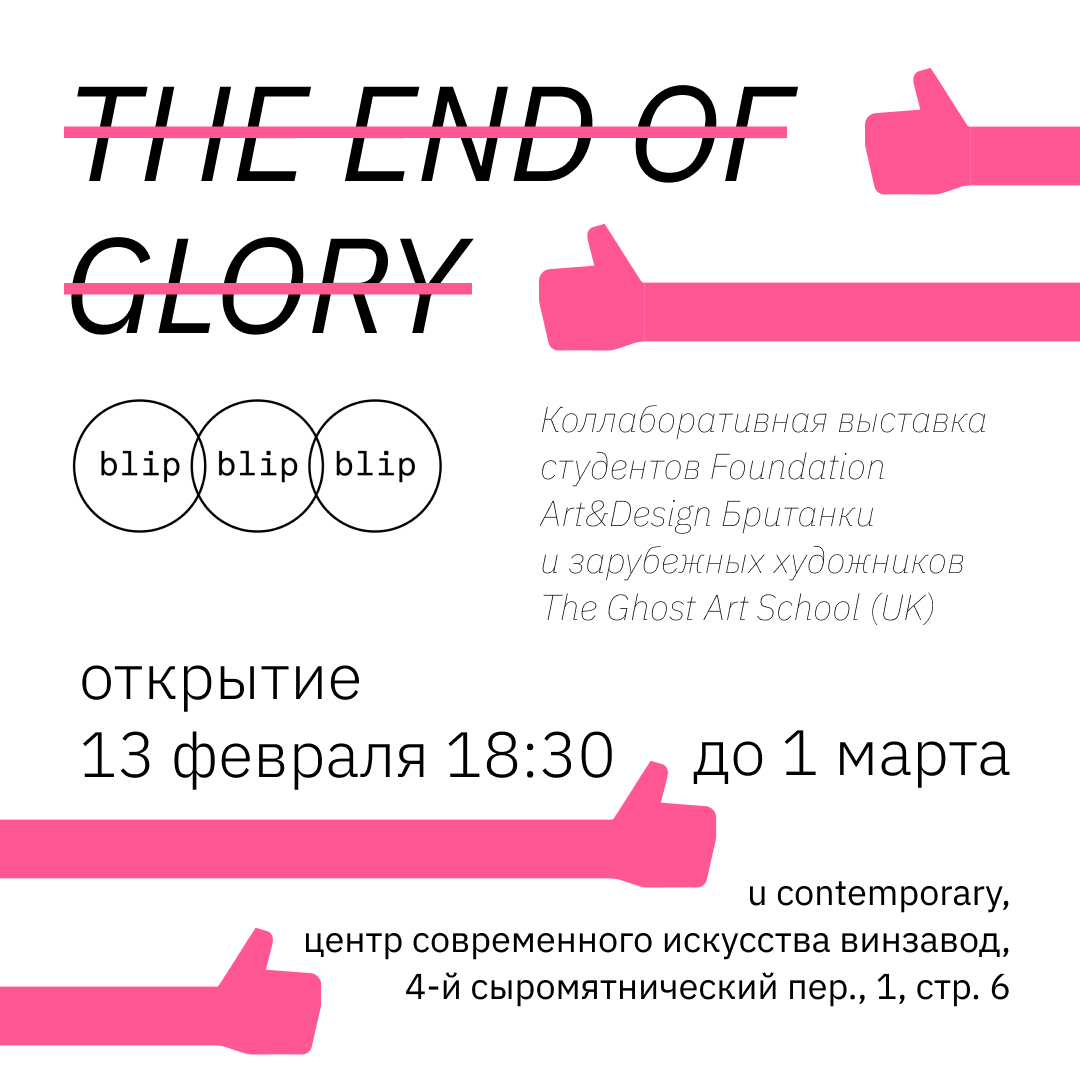 THE END OF
GLORY
blip blip blip
Коллаборативная выставка
студентов Foundation
Art&Design Британки
и зарубежных художников
The Ghost Art School (UK)
открытие
13 февраля 18:30 до 1 марта
u contemporary,
центр современного искусства винзавод,
4-й сыромятнический пер., 1, стр. 6